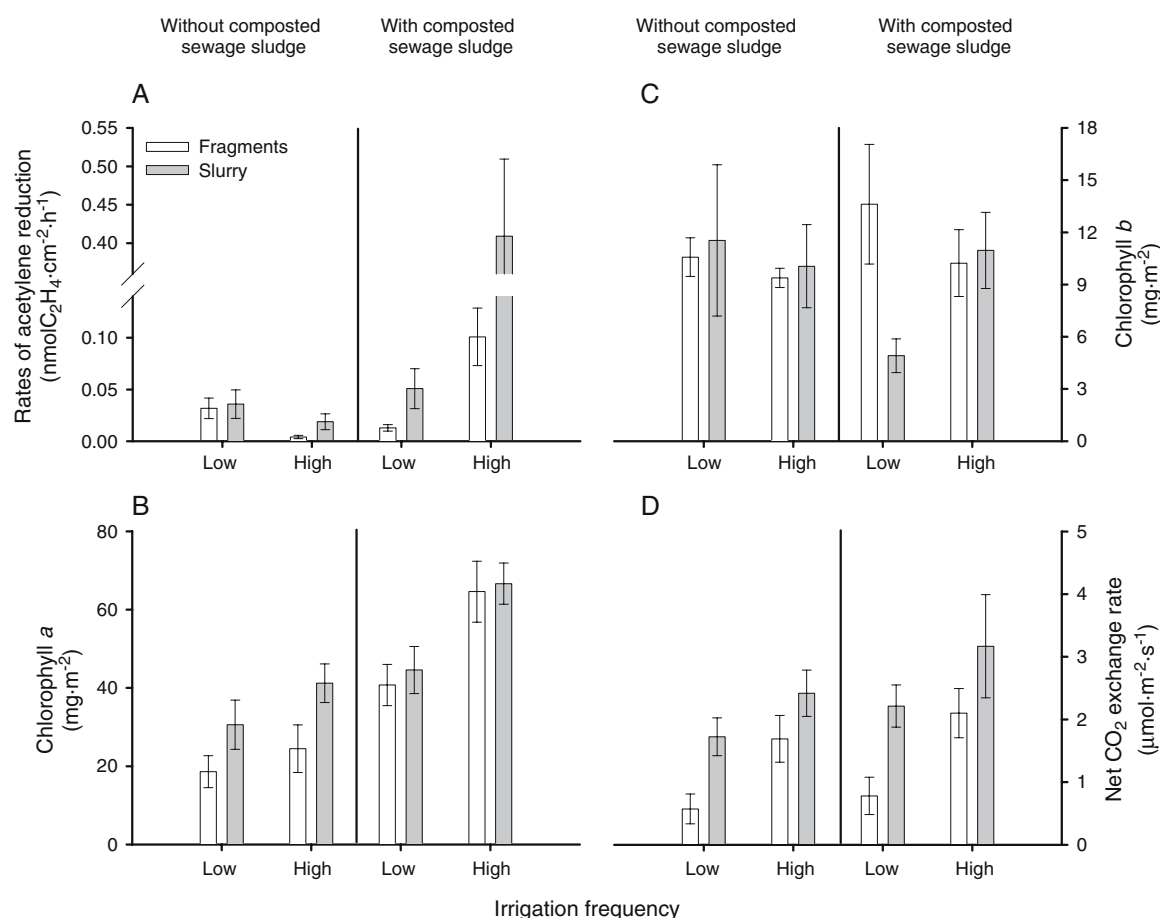 Without composted
sewage sludge
With composted
sewage sludge
Without composted
sewage sludge
With composted
sewage sludge
A
Rates of acetylene reduction
(nmolC₂H₄·cm⁻²·h⁻¹)
0.55
0.50
0.45
0.40
0.10
0.05
0.00
Fragments
Slurry
Low
High
Low
High
C
18
15
12
9
6
3
0
Chlorophyll b
(mg·m⁻²)
Low
High
Low
High
B
Chlorophyll a
(mg·m⁻²)
80
60
40
20
0
Low
High
Low
High
D
5
4
3
2
1
0
Net CO₂ exchange rate
(μmol·m⁻²·s⁻¹)
Low
High
Low
High
Irrigation frequency